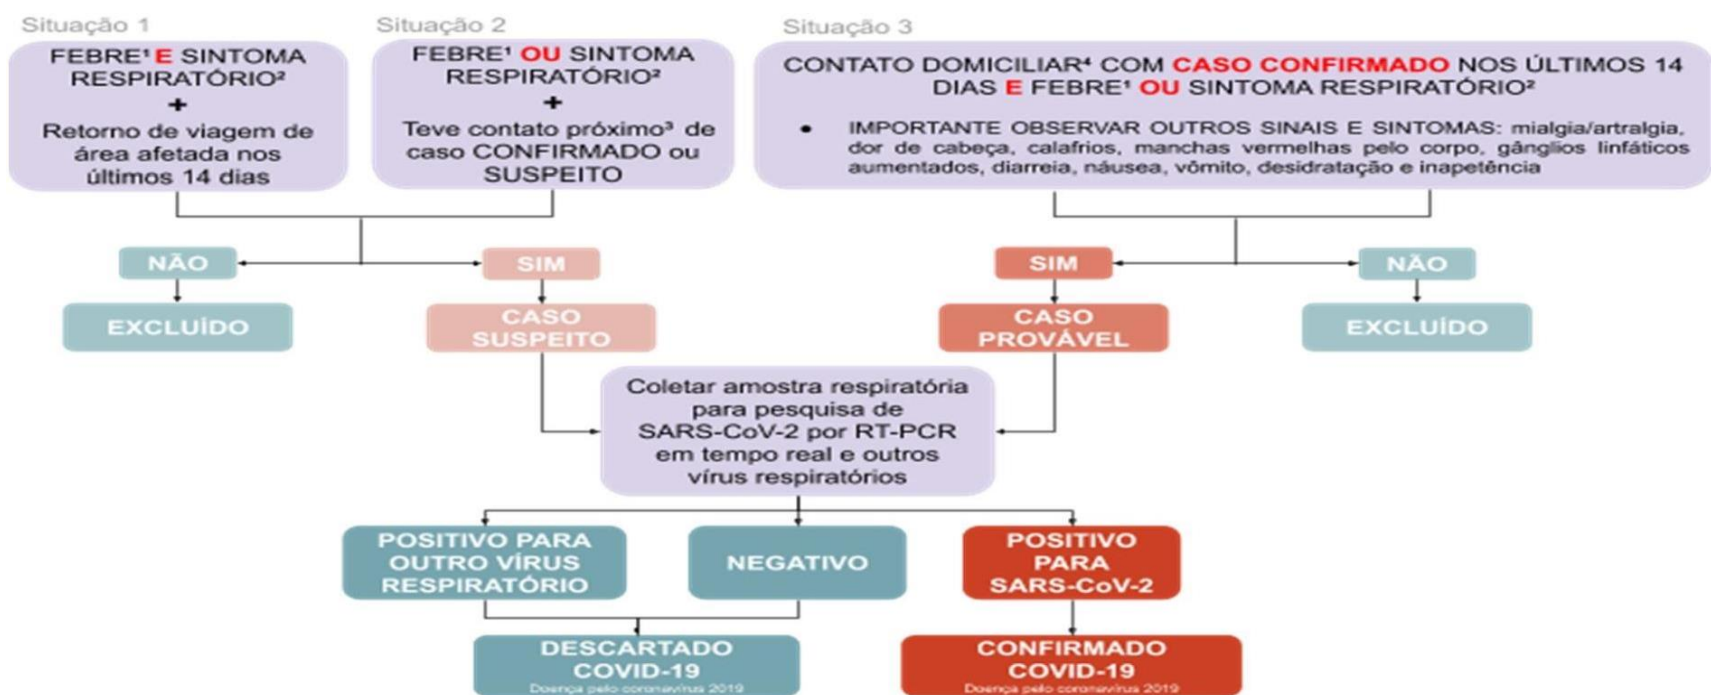 Situação 1
FEBRE¹ E SINTOMA
RESPIRATÓRIO²
+
Retorno de viagem de
área afetada nos
últimos 14 dias
Situação 2
FEBRE¹ OU SINTOMA
RESPIRATÓRIO²
+
Teve contato próximo³ de
caso CONFIRMADO ou
SUSPEITO
Situação 3
CONTATO DOMICILIAR⁴ COM CASO CONFIRMADO NOS ÚLTIMOS 14
DIAS E FEBRE¹ OU SINTOMA RESPIRATÓRIO²
• IMPORTANTE OBSERVAR OUTROS SINAIS E SINTOMAS: mialgia/artralgia,
dor de cabeça, calafrios, manchas vermelhas pelo corpo, gânglios linfáticos
aumentados, diarreia, náusea, vômito, desidratação e inapetência
NÃO
SIM
SIM
NÃO
EXCLUÍDO
CASO
SUSPEITO
CASO
PROVÁVEL
EXCLUÍDO
Coletar amostra respiratória
para pesquisa de
SARS-CoV-2 por RT-PCR
em tempo real e outros
vírus respiratórios
POSITIVO PARA
OUTRO VÍRUS
RESPIRATÓRIO
NEGATIVO
POSITIVO
PARA
SARS-CoV-2
DESCARTADO
COVID-19
Doença pelo coronavírus 2019
CONFIRMADO
COVID-19
Doença pelo coronavírus 2019